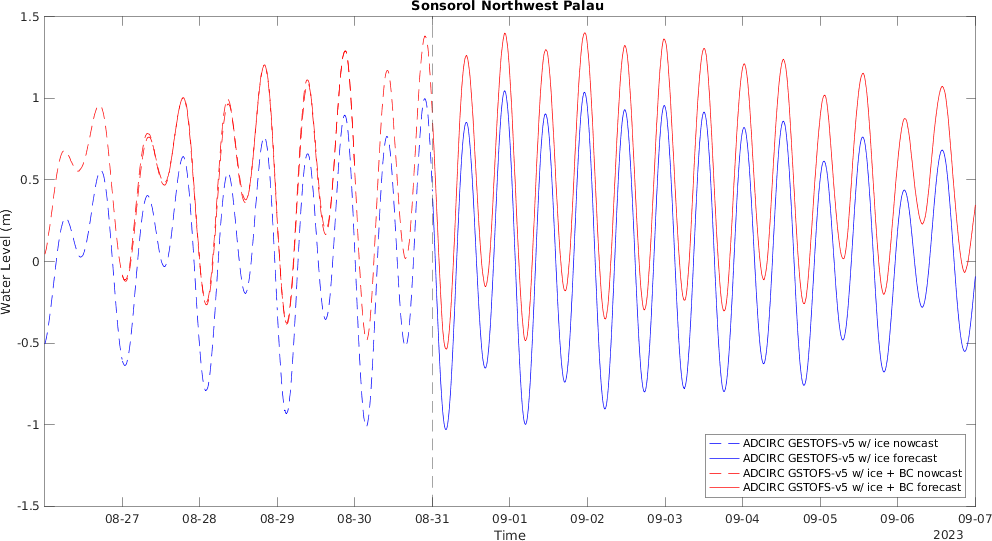 Sonsorol Northwest Palau
1.5
1
0.5
0
-0.5
-1
-1.5
Water Level (m)
ADCIRC GESTOFS-v5 w/ ice nowcast
ADCIRC GESTOFS-v5 w/ ice forecast
ADCIRC GSTOFS-v5 w/ ice + BC nowcast
ADCIRC GSTOFS-v5 w/ ice + BC forecast
08-27 08-28 08-29 08-30 08-31 09-01 09-02 09-03 09-04 09-05 09-06 09-07
Time
2023